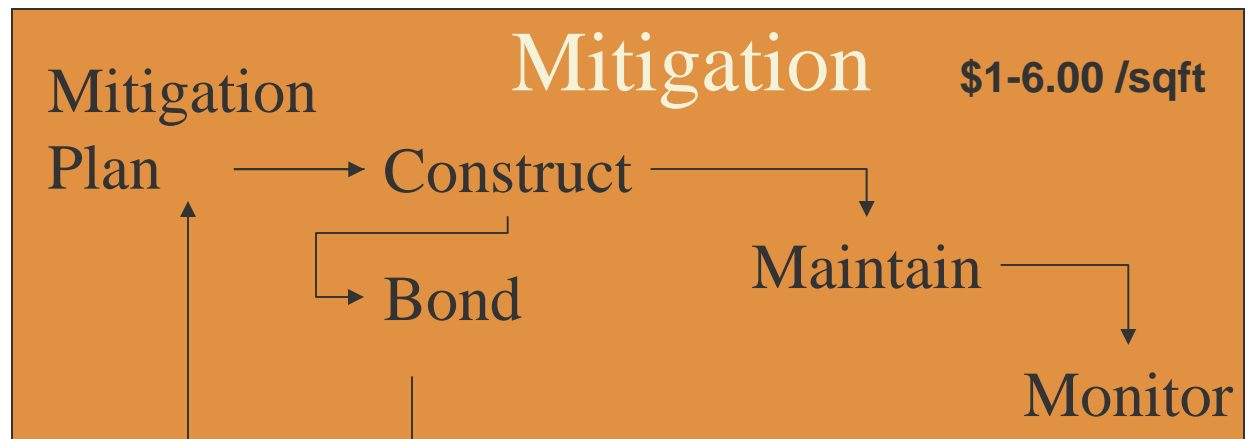 Mitigation
$1-6.00 /sqft
Mitigation
Plan
Construct
Maintain
Bond
Monitor